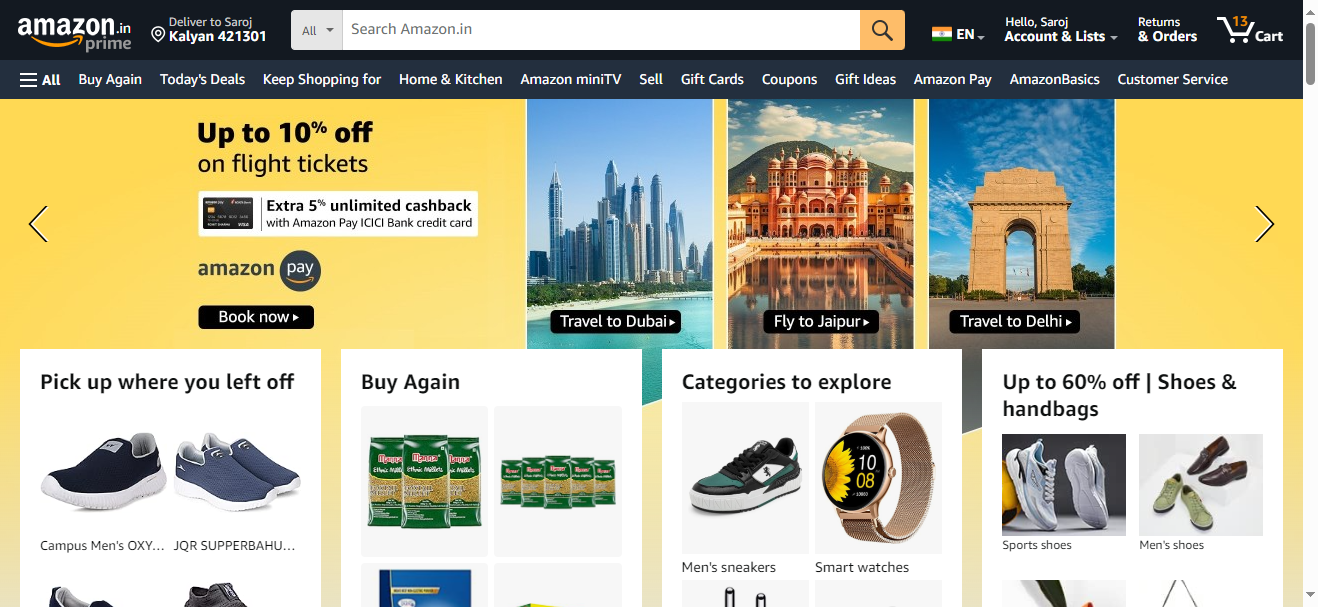 amazon.in
prime
Deliver to Saroj
Kalyan 421301
All
Search Amazon.in
EN
Hello, Saroj
Account & Lists
Returns
& Orders
13
Cart
All
Buy Again
Today's Deals
Keep Shopping for
Home & Kitchen
Amazon miniTV
Sell
Gift Cards
Coupons
Gift Ideas
Amazon Pay
AmazonBasics
Customer Service
Up to 10% off
on flight tickets
Extra 5% unlimited cashback
with Amazon Pay ICICI Bank credit card
amazon pay
Book now
Travel to Dubai
Fly to Jaipur
Travel to Delhi
Pick up where you left off
Campus Men's OXY...
JQR SUPPERBAHU...
Buy Again
Manna
Ethnic Millets
Categories to explore
10
08
Men's sneakers
Smart watches
Up to 60% off | Shoes &
handbags
Sports shoes
Men's shoes